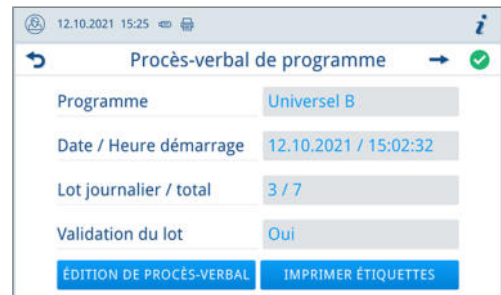 12.10.2021 15:25
Procès-verbal de programme
Programme Universel B
Date / Heure démarrage 12.10.2021 / 15:02:32
Lot journalier / total 3 / 7
Validation du lot Oui
ÉDITION DE PROCÈS-VERBAL IMPRIMER ÉTIQUETTES